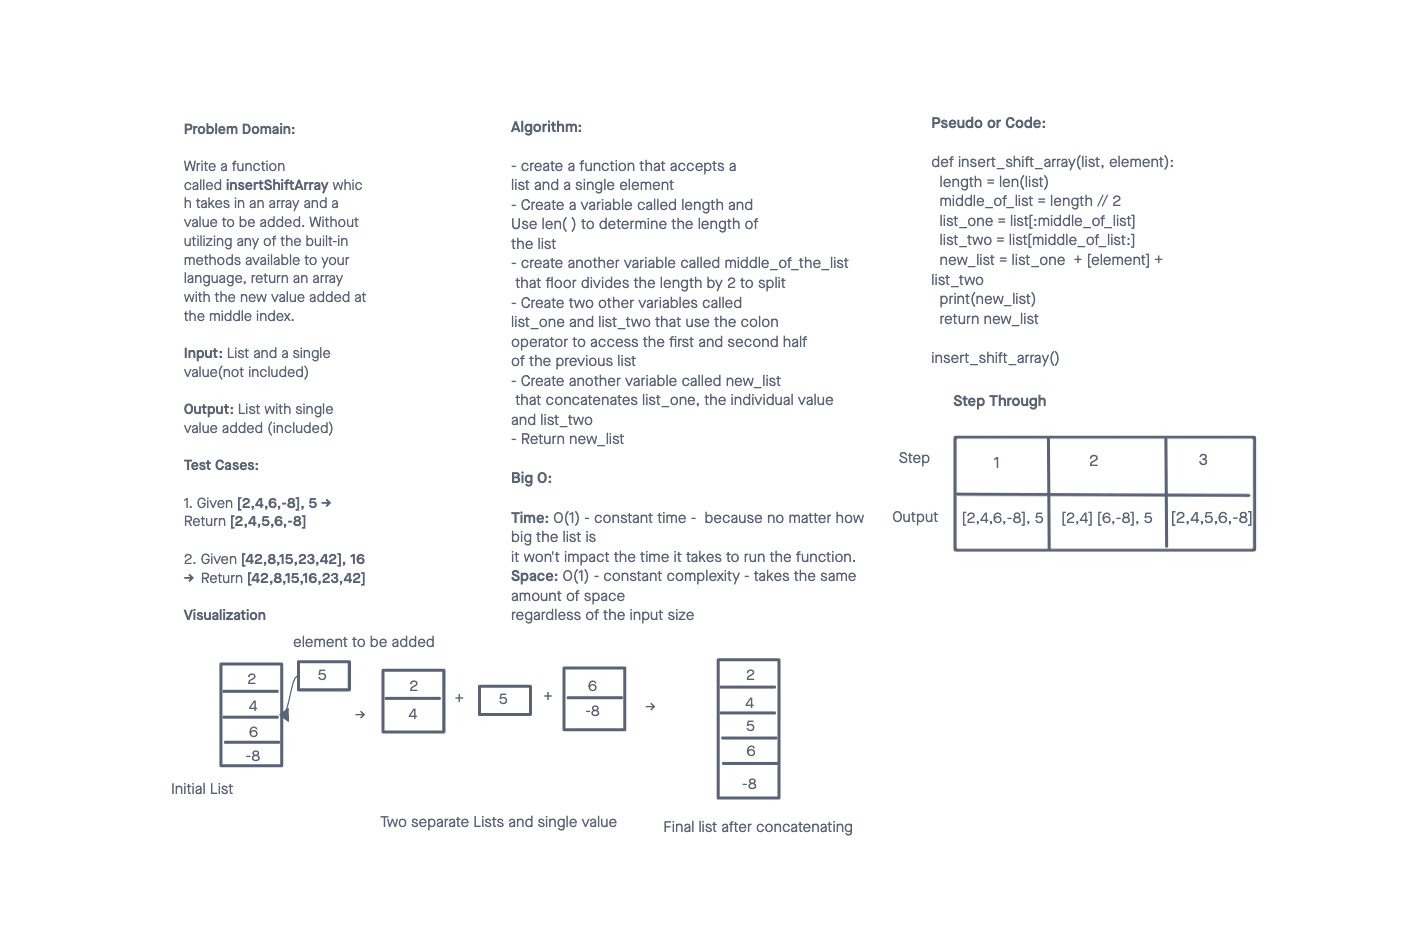 Problem Domain:
Write a function
called insertShiftArray whic
h takes in an array and a
value to be added. Without
utilizing any of the built-in
methods available to your
language, return an array
with the new value added at
the middle index.
Input: List and a single
value(not included)
Output: List with single
value added (included)
Test Cases:
1. Given [2,4,6,-8], 5 →
Return [2,4,5,6,-8]
2. Given [42,8,15,23,42], 16
→ Return [42,8,15,16,23,42]
Visualization
Algorithm:
- create a function that accepts a
list and a single element
- Create a variable called length and
Use len( ) to determine the length of
the list
- create another variable called middle_of_the_list
that floor divides the length by 2 to split
- Create two other variables called
list_one and list_two that use the colon
operator to access the first and second half
of the previous list
- Create another variable called new_list
that concatenates list_one, the individual value
and list_two
- Return new_list
Big O:
Time: O(1) - constant time - because no matter how
big the list is
it won't impact the time it takes to run the function.
Space: O(1) - constant complexity - takes the same
amount of space
regardless of the input size
Pseudo or Code:
def insert_shift_array(list, element):
length = len(list)
middle_of_list = length // 2
list_one = list[:middle_of_list]
list_two = list[middle_of_list:]
new_list = list_one + [element] +
list_two
print(new_list)
return new_list
insert_shift_array()
Step Through
Step 1 2 3
Output [2,4,6,-8], 5 [2,4] [6,-8], 5 [2,4,5,6,-8]
element to be added
2
4
6
-8
5
→
2
4
+
5
+
6
-8
→
2
4
5
6
-8
Initial List
Two separate Lists and single value
Final list after concatenating